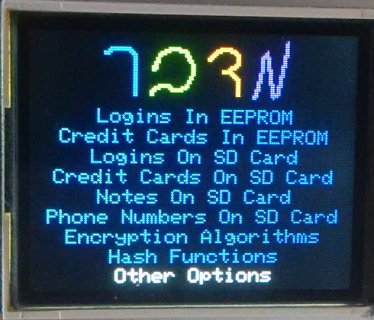 Logins In EEPROM
Credit Cards In EEPROM
Logins On SD Card
Credit Cards On SD Card
Notes On SD Card
Phone Numbers On SD Card
Encryption Algorithms
Hash Functions
Other Options